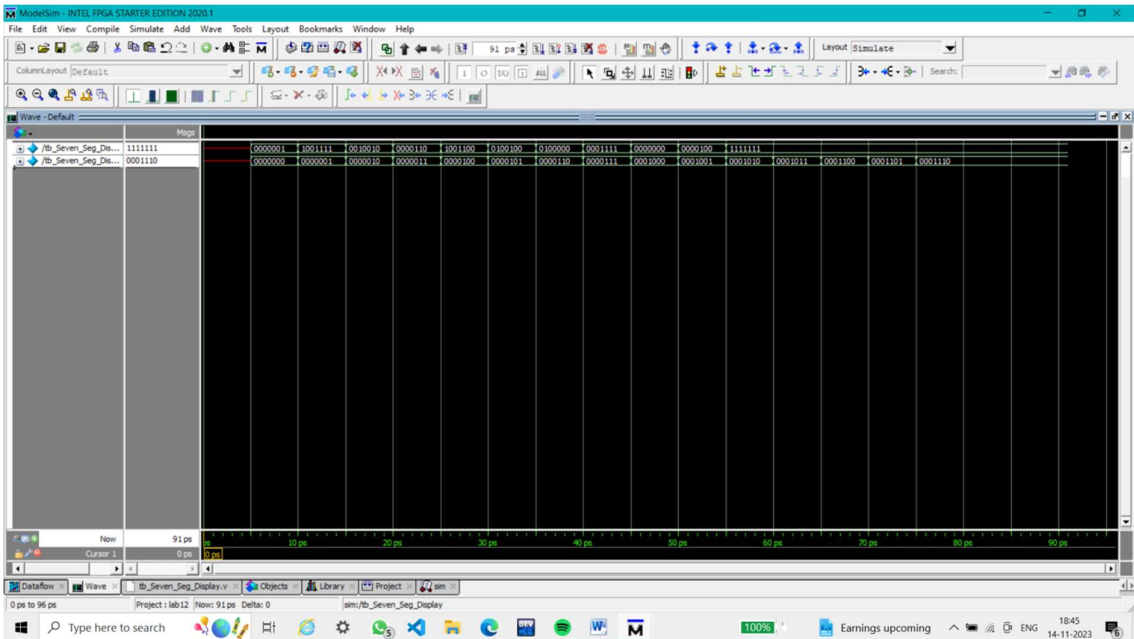 ModelSim - INTEL FPGA STARTER EDITION 2020.1
File Edit View Compile Simulate Add Wave Tools Layout Bookmarks Window Help
91 ps Layout Simulate
ColumnLayout Default Search:
Wave - Default
Msgs
/tb_Seven_Seg_Dis... 1111111 0000001 1001111 0010010 0000110 1001100 0100100 0100000 0001111 0000000 0000100 1111111
/tb_Seven_Seg_Dis... 0001110 0000000 0000001 0000010 0000011 0000100 0000101 0000110 0000111 0001000 0001001 0001010 0001011 0001100 0001101 0001110
Now 91 ps ps 10 ps 20 ps 30 ps 40 ps 50 ps 60 ps 70 ps 80 ps 90 ps
Cursor 1 0 ps 0 ps
Dataflow Wave tb_Seven_Seg_Display.v Objects Library Project sim
0 ps to 96 ps Project : lab12 Now: 91 ps Delta: 0 sim:/tb_Seven_Seg_Display
Type here to search 100% Earnings upcoming ENG 18:45
14-11-2023